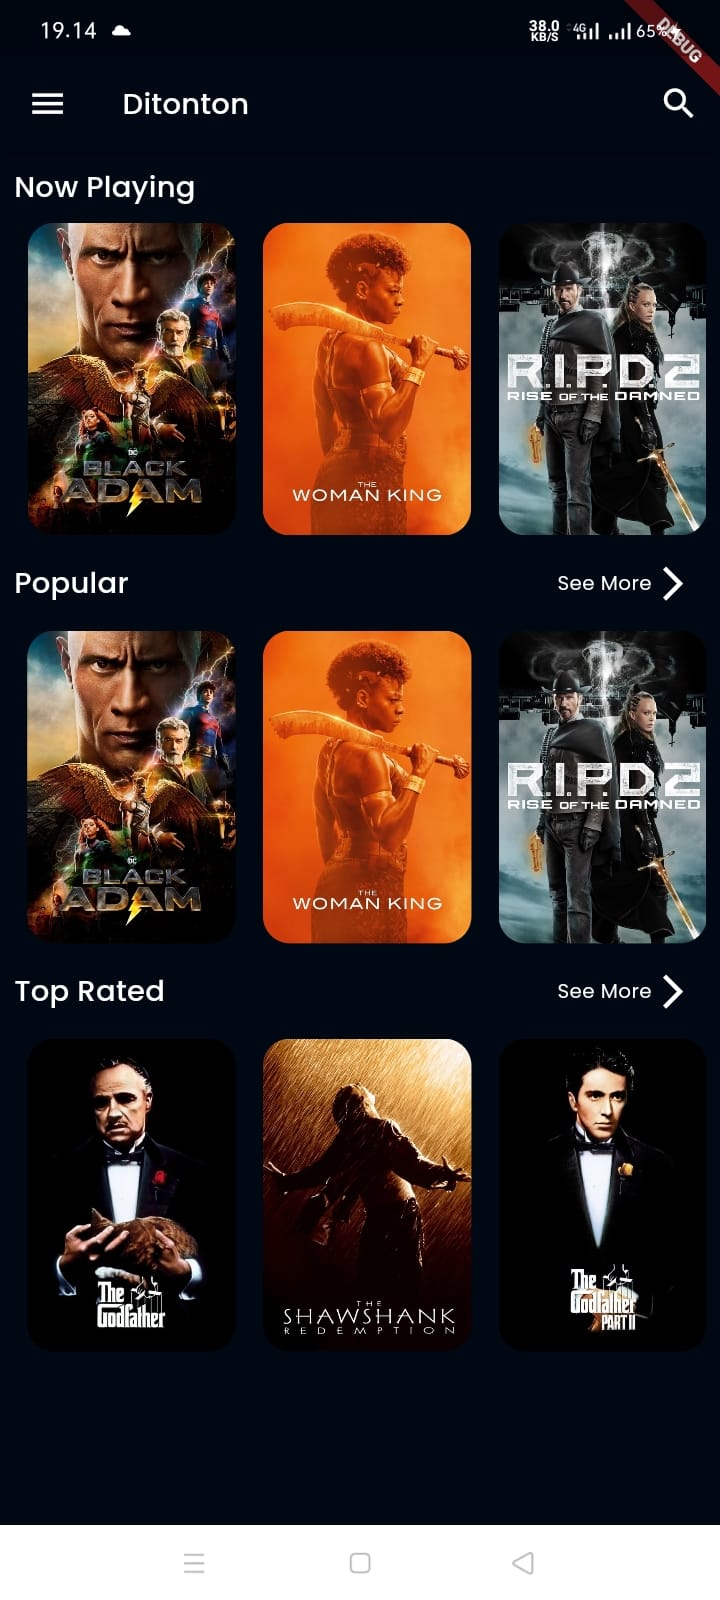 19.14
38.0
KB/S
4G
65%
DEBUG
Ditonton
Now Playing
DC
BLACK
ADAM
THE
WOMAN KING
R.I.P.D.2
RISE OF THE DAMNED
Popular
See More
DC
BLACK
ADAM
THE
WOMAN KING
R.I.P.D.2
RISE OF THE DAMNED
Top Rated
See More
The
Godfather
THE
SHAWSHANK
REDEMPTION
The
Godfather
PART II